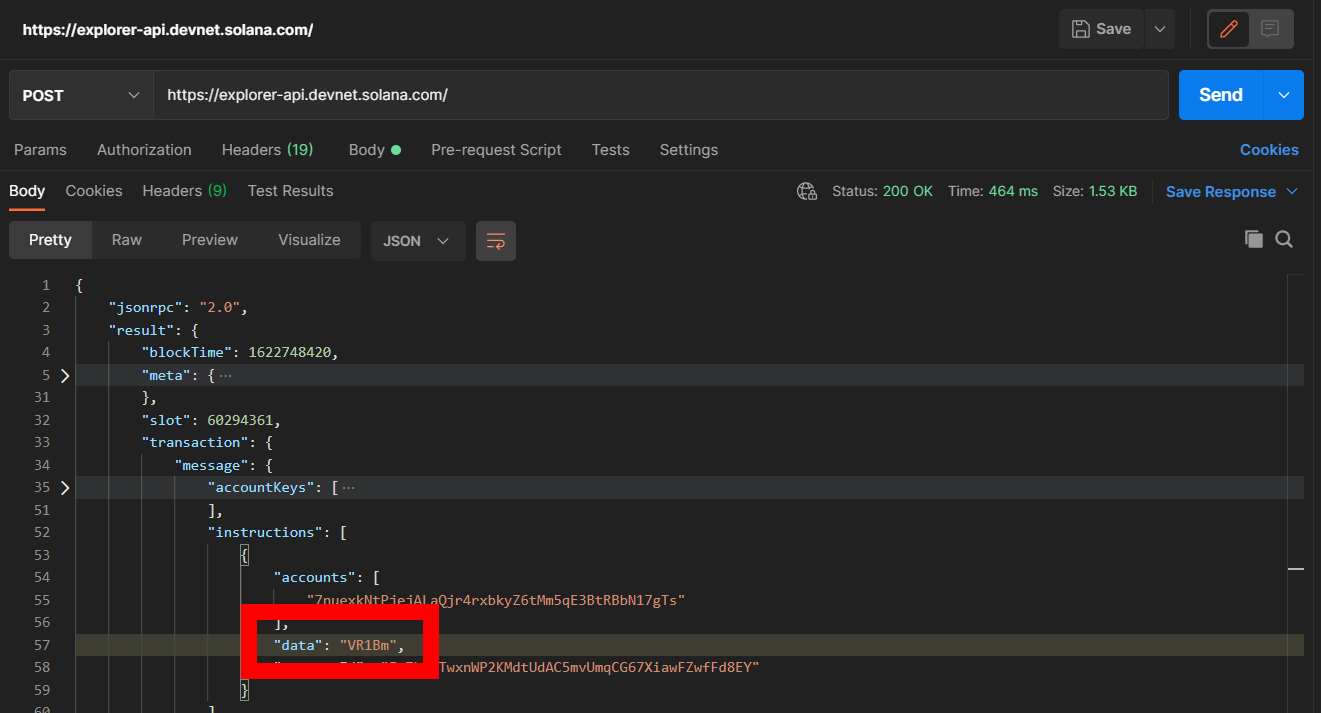 https://explorer-api.devnet.solana.com/
Save
POST
https://explorer-api.devnet.solana.com/
Send
Params Authorization Headers (19) Body Pre-request Script Tests Settings Cookies
Body Cookies Headers (9) Test Results Status: 200 OK Time: 464 ms Size: 1.53 KB Save Response
Pretty Raw Preview Visualize JSON
1 {
2 "jsonrpc": "2.0",
3 "result": {
4 "blockTime": 1622748420,
5 "meta": { ...
31 },
32 "slot": 60294361,
33 "transaction": {
34 "message": {
35 "accountKeys": [ ...
51 ],
52 "instructions": [
53 {
54 "accounts": [
55 "7nuexkNtPjejALaQjr4rxbkyZ6tMm5qE3BtRBbN17gTs"
56 ],
57 "data": "VR1Bm",
58 TwxnWP2KMdtUdAC5mvUmqCG67XiawFZwfFd8EY"
59 }
60 ]